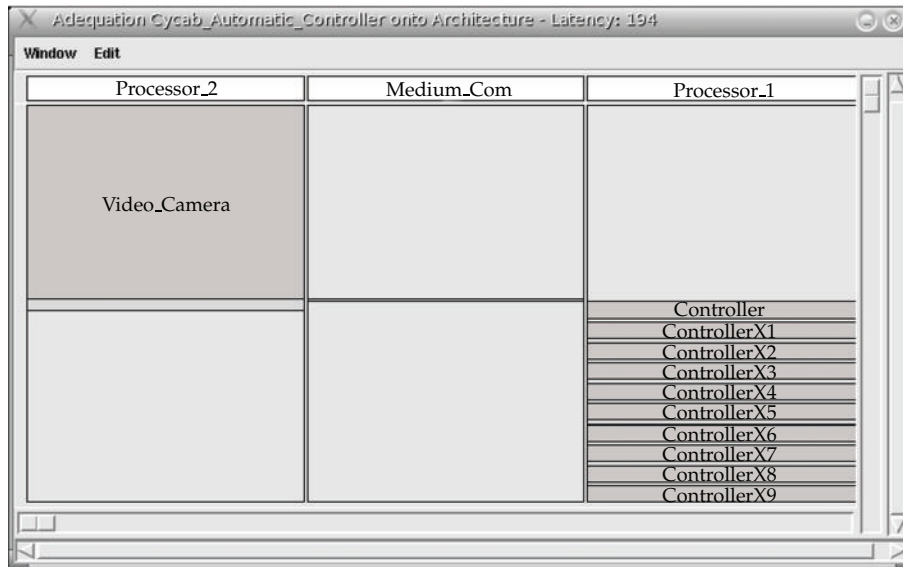 Adequation Cycab_Automatic_Controller onto Architecture - Latency: 194
Window Edit
Processor_2 Medium_Com Processor_1
Video_Camera
Controller
ControllerX1
ControllerX2
ControllerX3
ControllerX4
ControllerX5
ControllerX6
ControllerX7
ControllerX8
ControllerX9